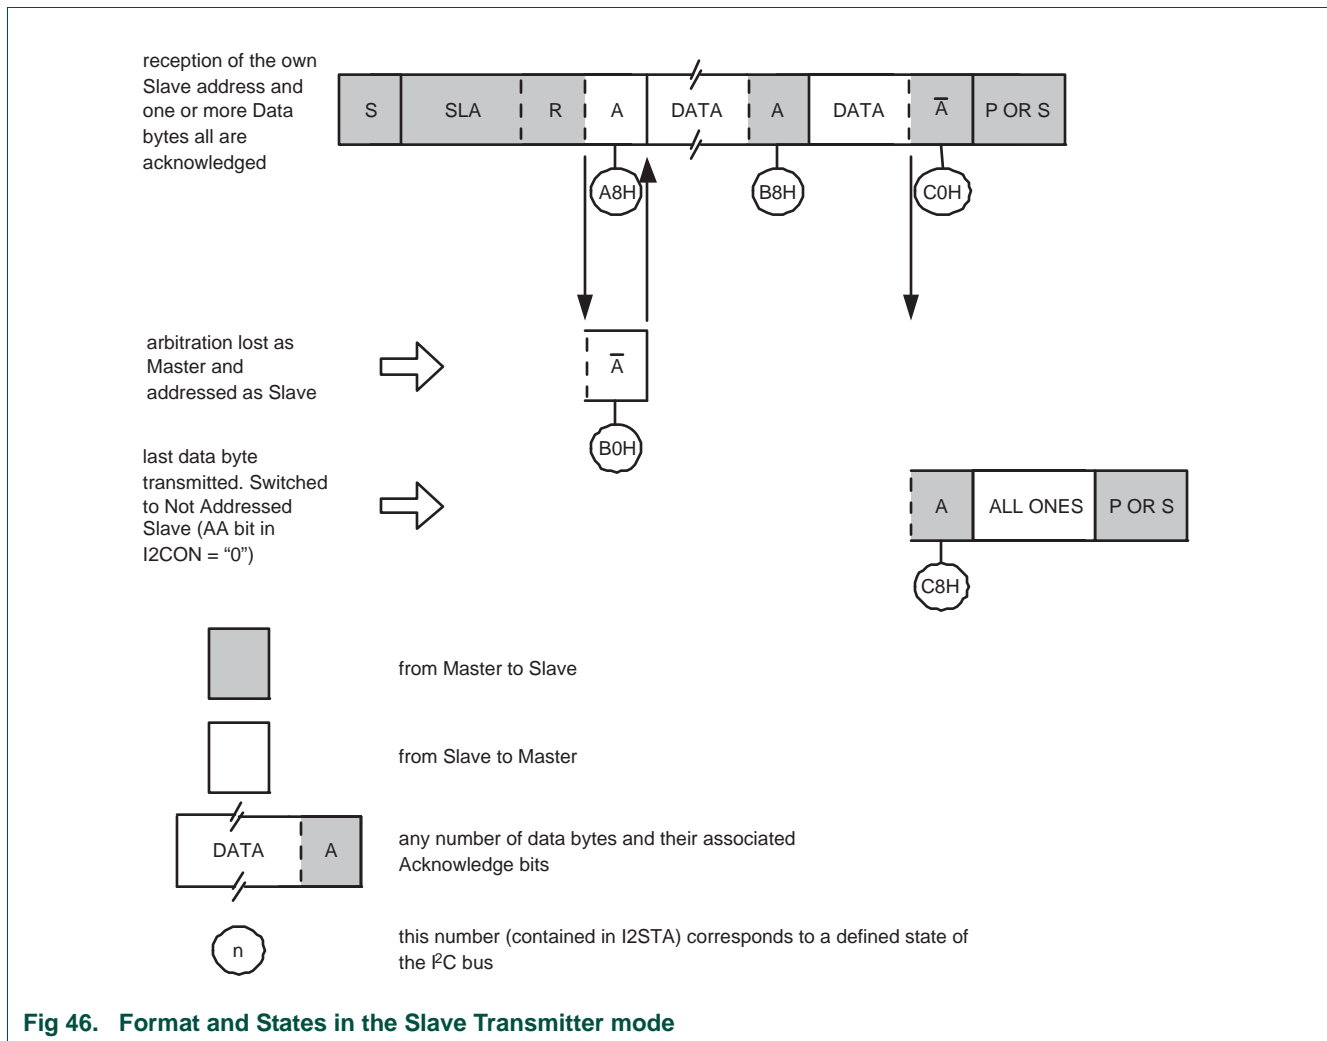 reception of the own
Slave address and
one or more Data
bytes all are
acknowledged
S SLA R A DATA A DATA A̅ P OR S
A8H B8H C0H
arbitration lost as
Master and
addressed as Slave
A̅
B0H
last data byte
transmitted. Switched
to Not Addressed
Slave (AA bit in
I2CON = “0”)
A ALL ONES P OR S
C8H
from Master to Slave
from Slave to Master
DATA A
any number of data bytes and their associated
Acknowledge bits
n
this number (contained in I2STA) corresponds to a defined state of
the I²C bus
Fig 46. Format and States in the Slave Transmitter mode